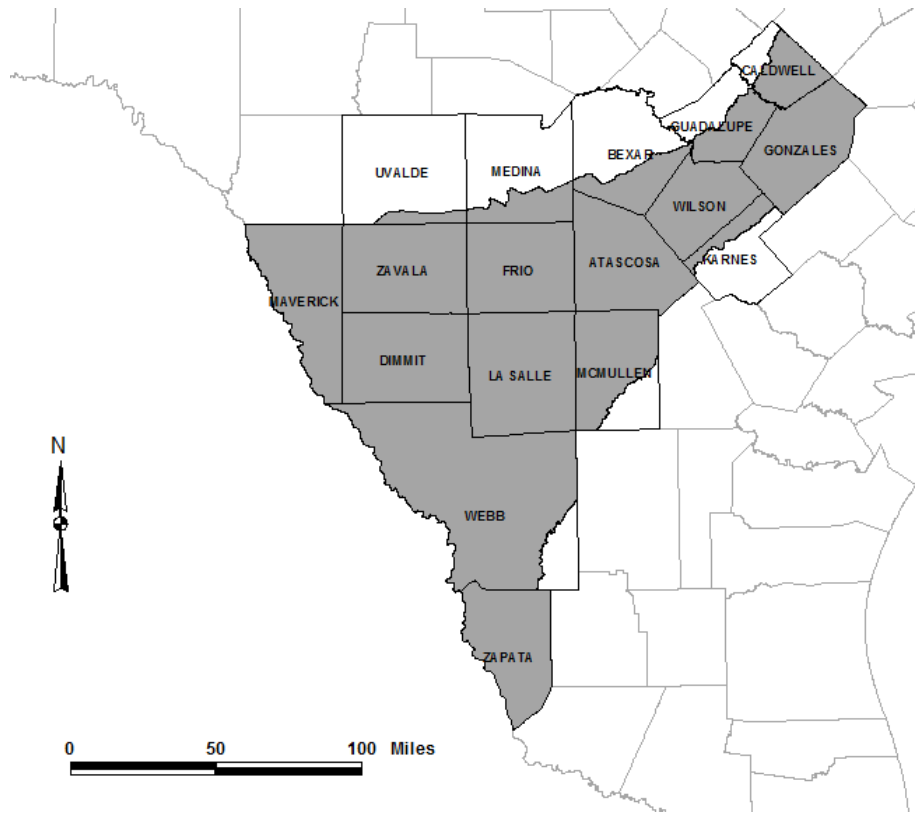 CALDWELL
GUADALUPE
GONZALES
BEXAR
UVALDE
MEDINA
WILSON
KARNES
ATASCOSA
ZAVALA
FRIO
MAVERICK
DIMMIT
LA SALLE
MCMULLEN
N
WEBB
ZAPATA
0 50 100 Miles